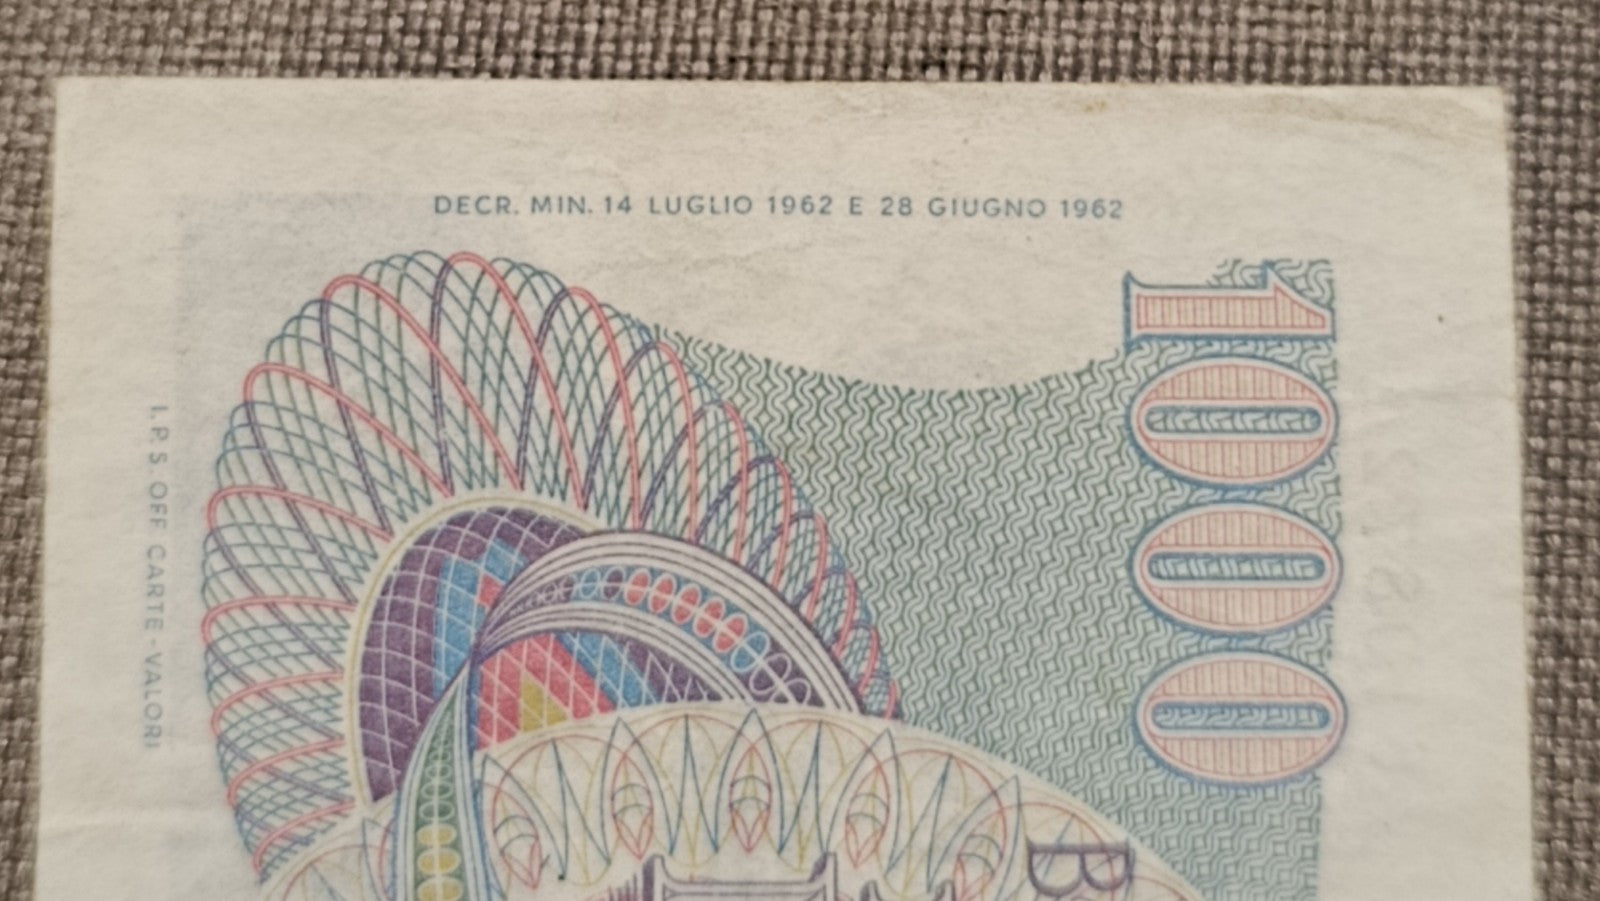 DECR. MIN. 14 LUGLIO 1962 E 28 GIUGNO 1962
1000
I. P. S. OFF. CARTE - VALORI
B